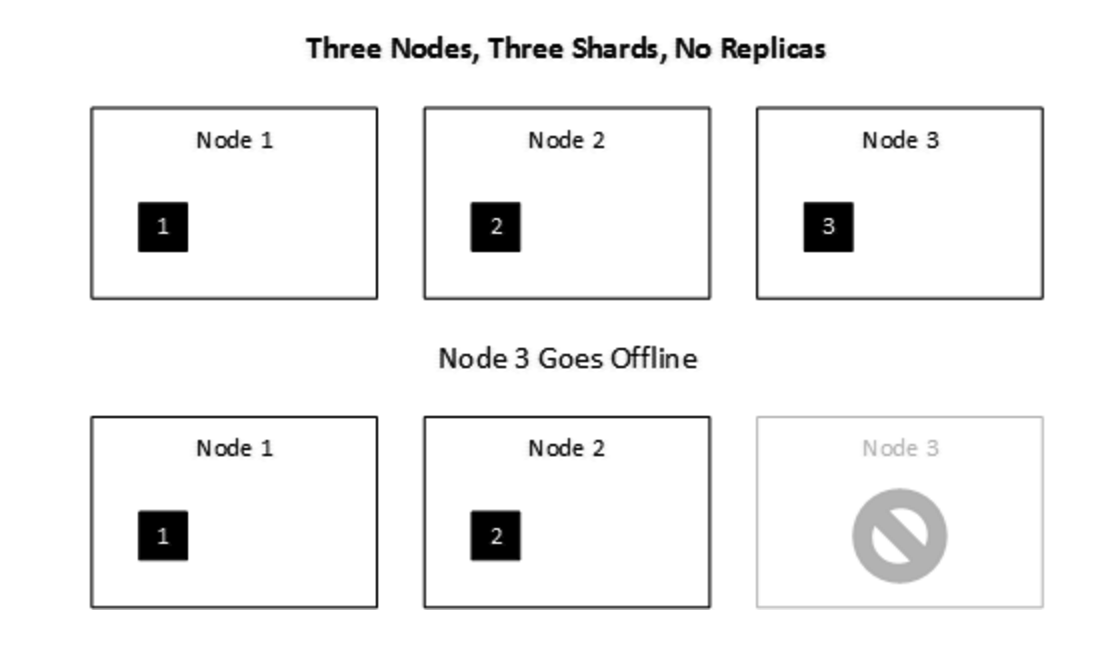 Three Nodes, Three Shards, No Replicas
Node 1
1
Node 2
2
Node 3
3
Node 3 Goes Offline
Node 1
1
Node 2
2
Node 3